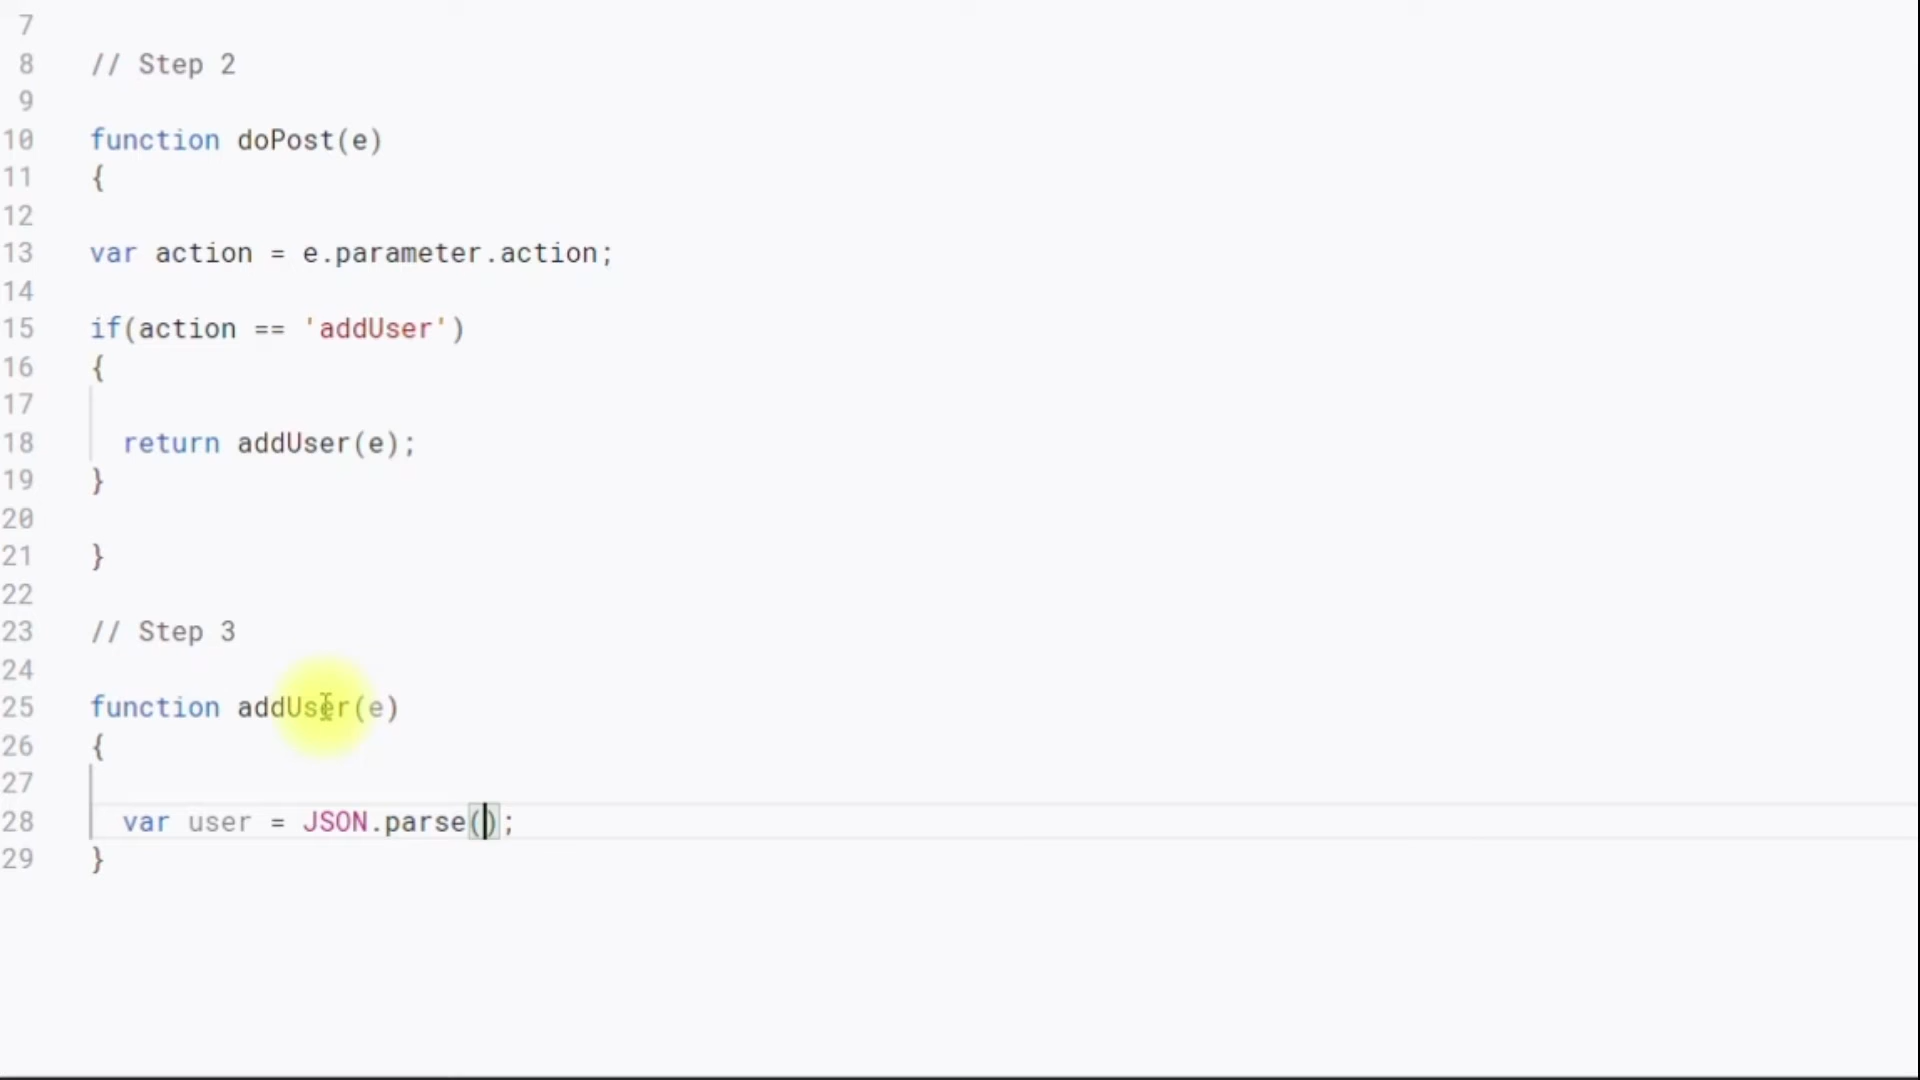 7
8 // Step 2
9
10 function doPost(e)
11 {
12
13 var action = e.parameter.action;
14
15 if(action == 'addUser')
16 {
17
18 return addUser(e);
19 }
20
21 }
22
23 // Step 3
24
25 function addUser(e)
26 {
27
28 var user = JSON.parse();
29 }